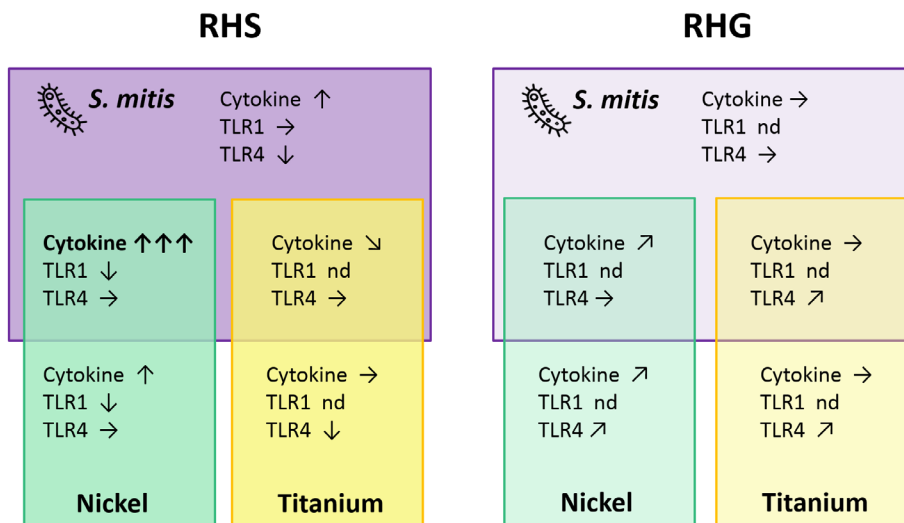 RHS
S. mitis
Cytokine ↑
TLR1 →
TLR4 ↓
Cytokine ↑↑↑
TLR1 ↓
TLR4 →
Cytokine ↘
TLR1 nd
TLR4 →
Cytokine ↑
TLR1 ↓
TLR4 →
Cytokine →
TLR1 nd
TLR4 ↓
Nickel
Titanium
RHG
S. mitis
Cytokine →
TLR1 nd
TLR4 →
Cytokine ↗
TLR1 nd
TLR4 →
Cytokine →
TLR1 nd
TLR4 ↗
Cytokine ↗
TLR1 nd
TLR4 ↗
Cytokine →
TLR1 nd
TLR4 ↗
Nickel
Titanium